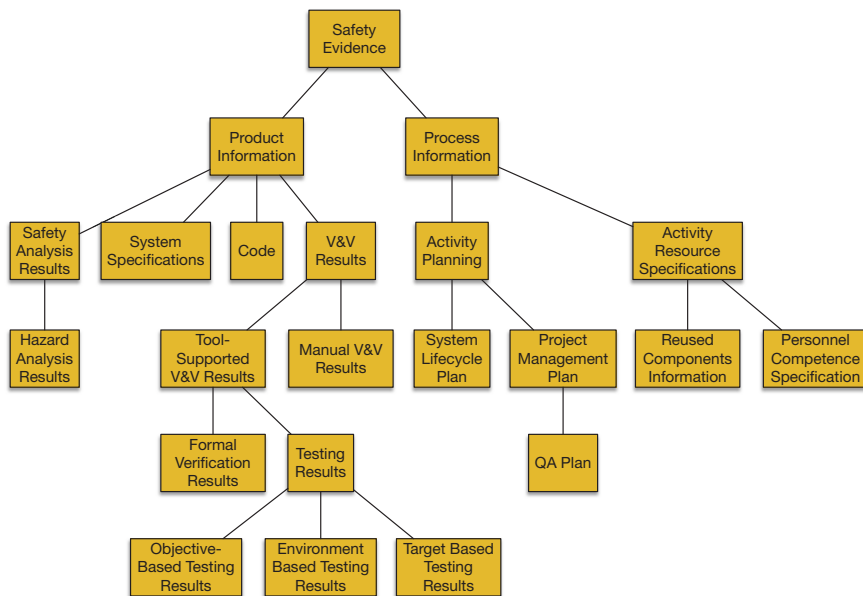 Safety
Evidence
Product
Information
Process
Information
Safety
Analysis
Results
System
Specifications
Code
V&V
Results
Activity
Planning
Activity
Resource
Specifications
Hazard
Analysis
Results
Tool-
Supported
V&V Results
Manual V&V
Results
System
Lifecycle
Plan
Project
Management
Plan
Reused
Components
Information
Personnel
Competence
Specification
Formal
Verification
Results
Testing
Results
QA Plan
Objective-
Based Testing
Results
Environment
Based Testing
Results
Target Based
Testing
Results